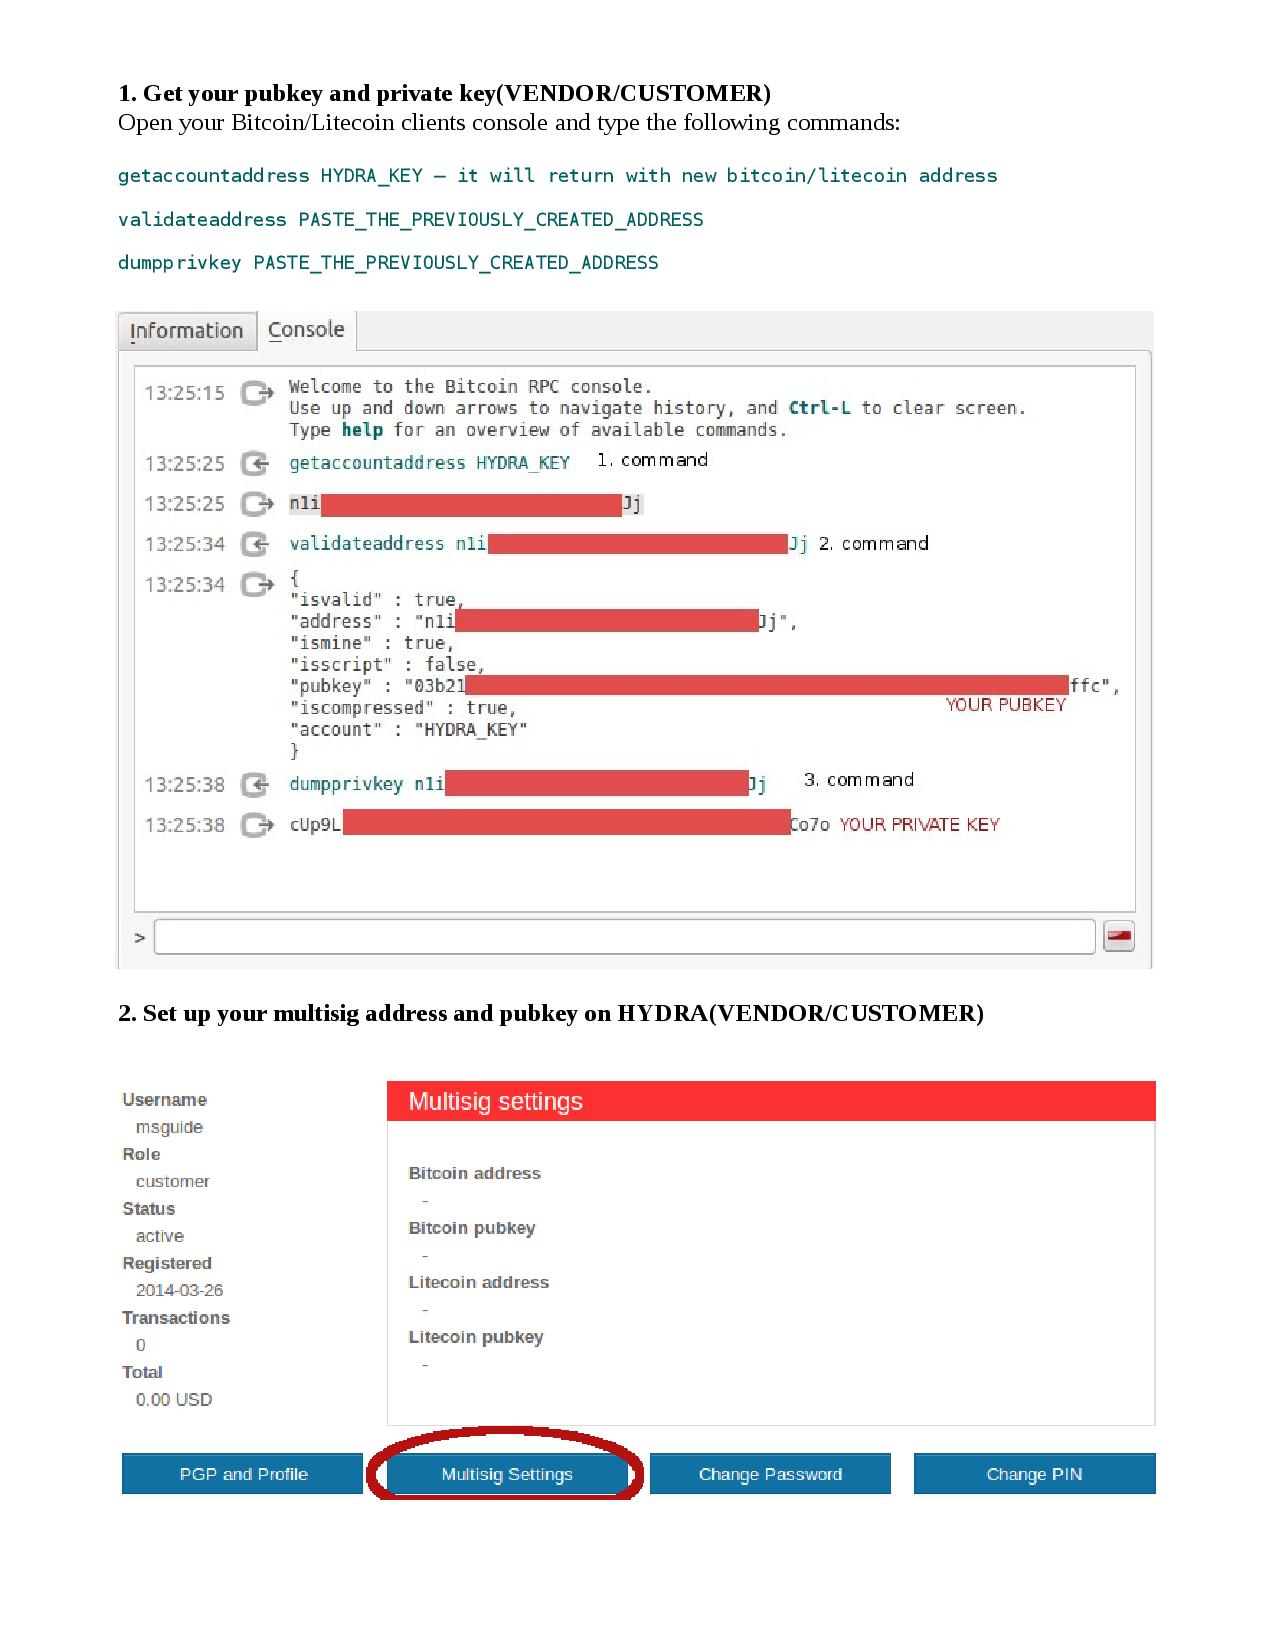 1. Get your pubkey and private key(VENDOR/CUSTOMER)
Open your Bitcoin/Litecoin clients console and type the following commands:
getaccountaddress HYDRA_KEY – it will return with new bitcoin/litecoin address
validateaddress PASTE_THE_PREVIOUSLY_CREATED_ADDRESS
dumpprivkey PASTE_THE_PREVIOUSLY_CREATED_ADDRESS
Information Console
13:25:15 Welcome to the Bitcoin RPC console.
Use up and down arrows to navigate history, and Ctrl-L to clear screen.
Type help for an overview of available commands.
13:25:25 getaccountaddress HYDRA_KEY 1. command
13:25:25 n1i Jj
13:25:34 validateaddress n1i Jj 2. command
13:25:34 {
"isvalid" : true,
"address" : "n1i Jj",
"ismine" : true,
"isscript" : false,
"pubkey" : "03b21 ffc",
YOUR PUBKEY
"iscompressed" : true,
"account" : "HYDRA_KEY"
}
13:25:38 dumpprivkey n1i Jj 3. command
13:25:38 cUp9L Co7o YOUR PRIVATE KEY
>
2. Set up your multisig address and pubkey on HYDRA(VENDOR/CUSTOMER)
Username
msguide
Role
customer
Status
active
Registered
2014-03-26
Transactions
0
Total
0.00 USD
Multisig settings
Bitcoin address
-
Bitcoin pubkey
-
Litecoin address
-
Litecoin pubkey
-
PGP and Profile Multisig Settings Change Password Change PIN